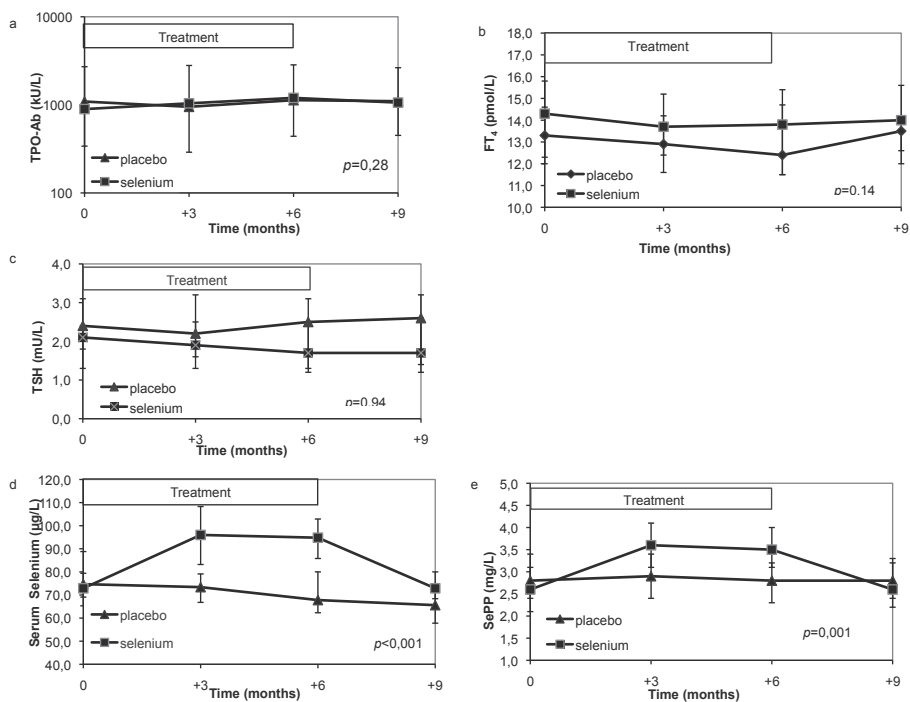 a
TPO-Ab (kU/L)
10000
1000
100
Treatment
placebo
selenium
p=0,28
0 +3 +6 +9
Time (months)
b
FT4 (pmol/L)
18,0
17,0
16,0
15,0
14,0
13,0
12,0
11,0
10,0
Treatment
placebo
selenium
p=0.14
0 +3 +6 +9
Time (months)
c
TSH (mU/L)
4,0
3,0
2,0
1,0
0,0
Treatment
placebo
selenium
p=0.94
0 +3 +6 +9
Time (months)
d
Serum Selenium (µg/L)
120,0
110,0
100,0
90,0
80,0
70,0
60,0
50,0
40,0
Treatment
placebo
selenium
p<0,001
0 +3 +6 +9
Time (months)
e
SePP (mg/L)
5,0
4,5
4,0
3,5
3,0
2,5
2,0
1,5
1,0
Treatment
placebo
selenium
p=0,001
0 +3 +6 +9
Time (months)